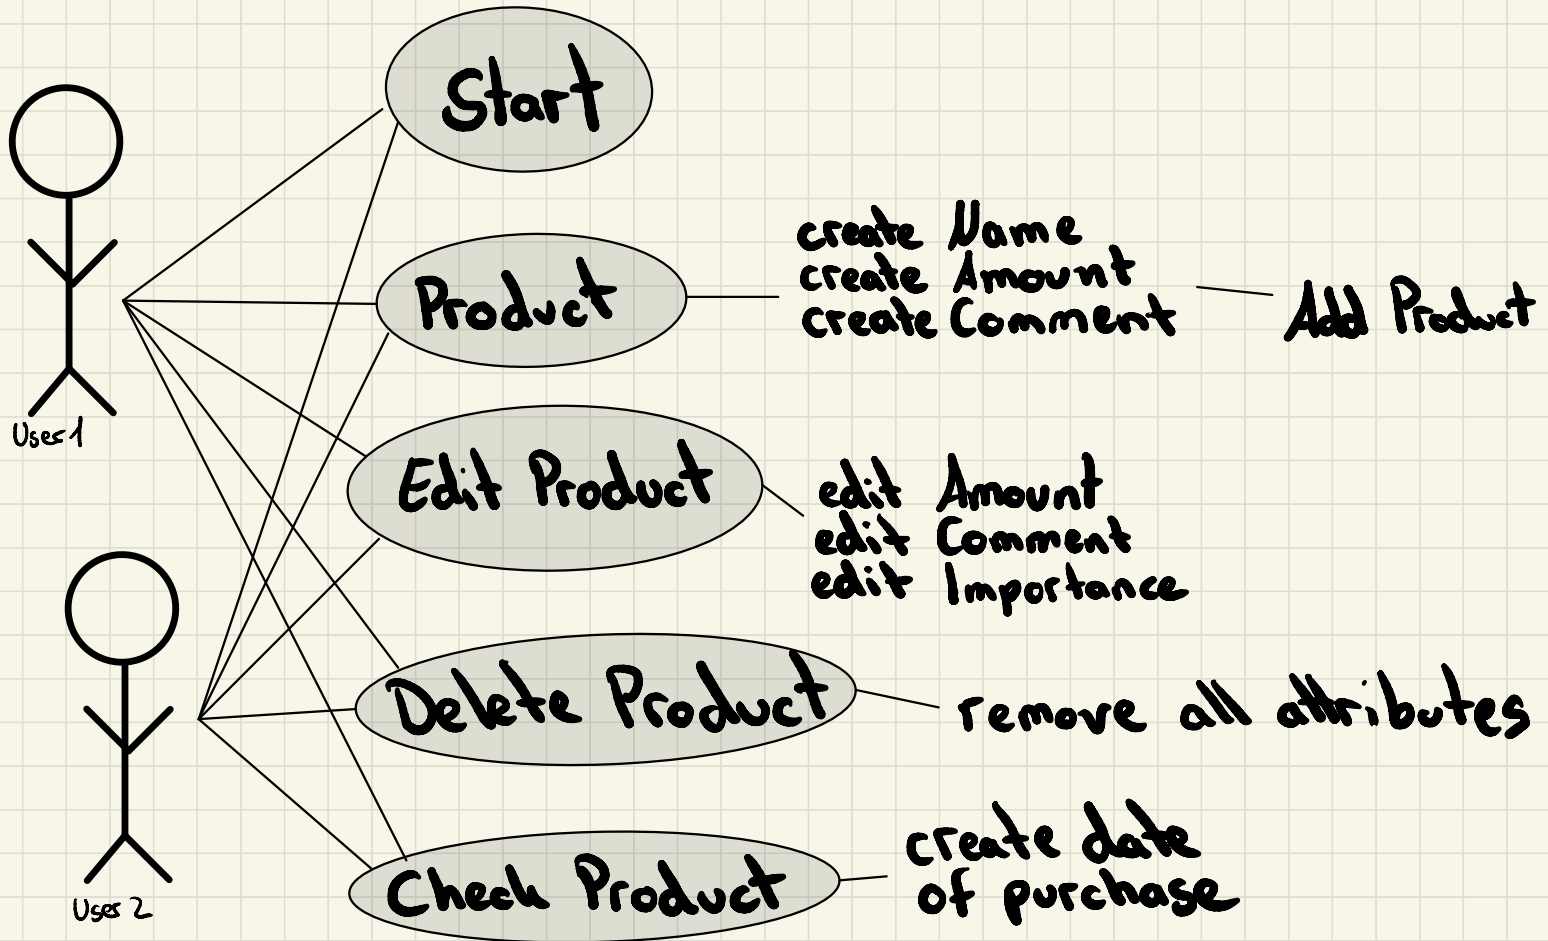 Start
User 1
Product
create Name
create Amount
create Comment
Add Product
Edit Product
edit Amount
edit Comment
edit Importance
Delete Product
remove all attributes
User 2
Check Product
create date
of purchase